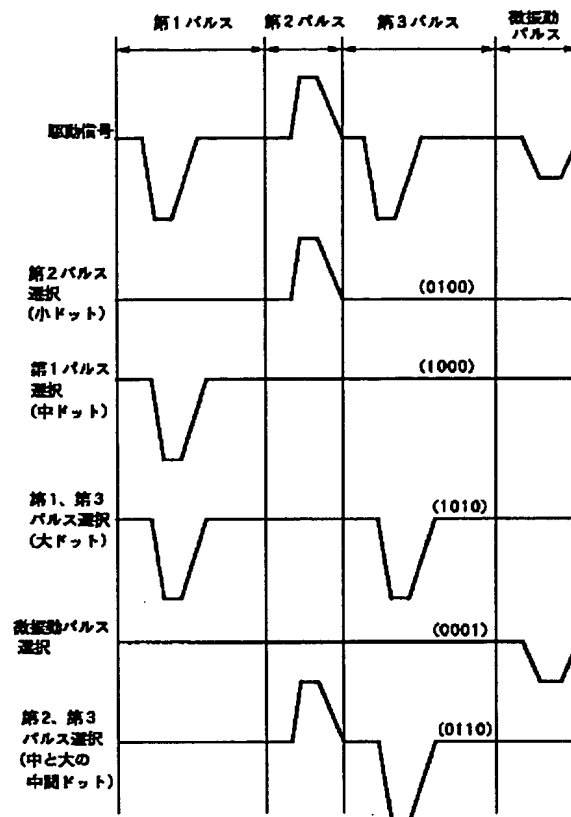 第1パルス
第2パルス
第3パルス
微振動
パルス
駆動信号
第2パルス
選択
(小ドット)
(0100)
第1パルス
選択
(中ドット)
(1000)
第1、第3
パルス選択
(大ドット)
(1010)
微振動パルス
選択
(0001)
第2、第3
パルス選択
(中と大の
中間ドット)
(0110)